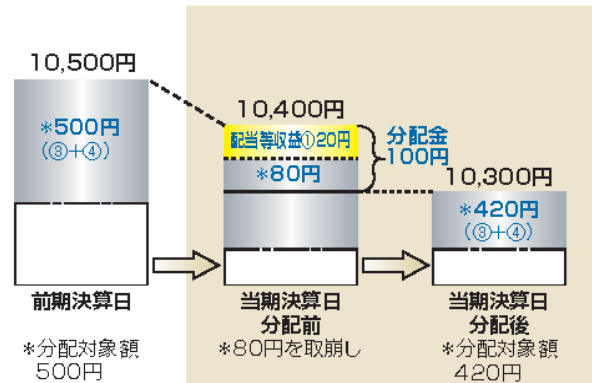 10,500円
*500円
(③+④)
10,400円
配当等収益①20円
*80円
分配金
100円
10,300円
*420円
(③+④)
前期決算日
当期決算日
分配前
当期決算日
分配後
*分配対象額
500円
*80円を取崩し
*分配対象額
420円